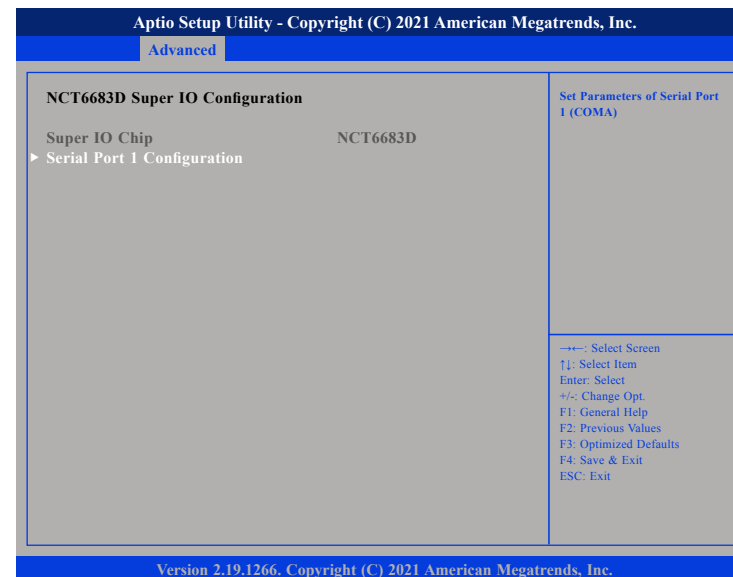 Aptio Setup Utility - Copyright (C) 2021 American Megatrends, Inc.
Advanced
NCT6683D Super IO Configuration
Super IO Chip NCT6683D
▶ Serial Port 1 Configuration
Set Parameters of Serial Port
1 (COMA)
→←: Select Screen
↑↓: Select Item
Enter: Select
+/-: Change Opt.
F1: General Help
F2: Previous Values
F3: Optimized Defaults
F4: Save & Exit
ESC: Exit
Version 2.19.1266. Copyright (C) 2021 American Megatrends, Inc.